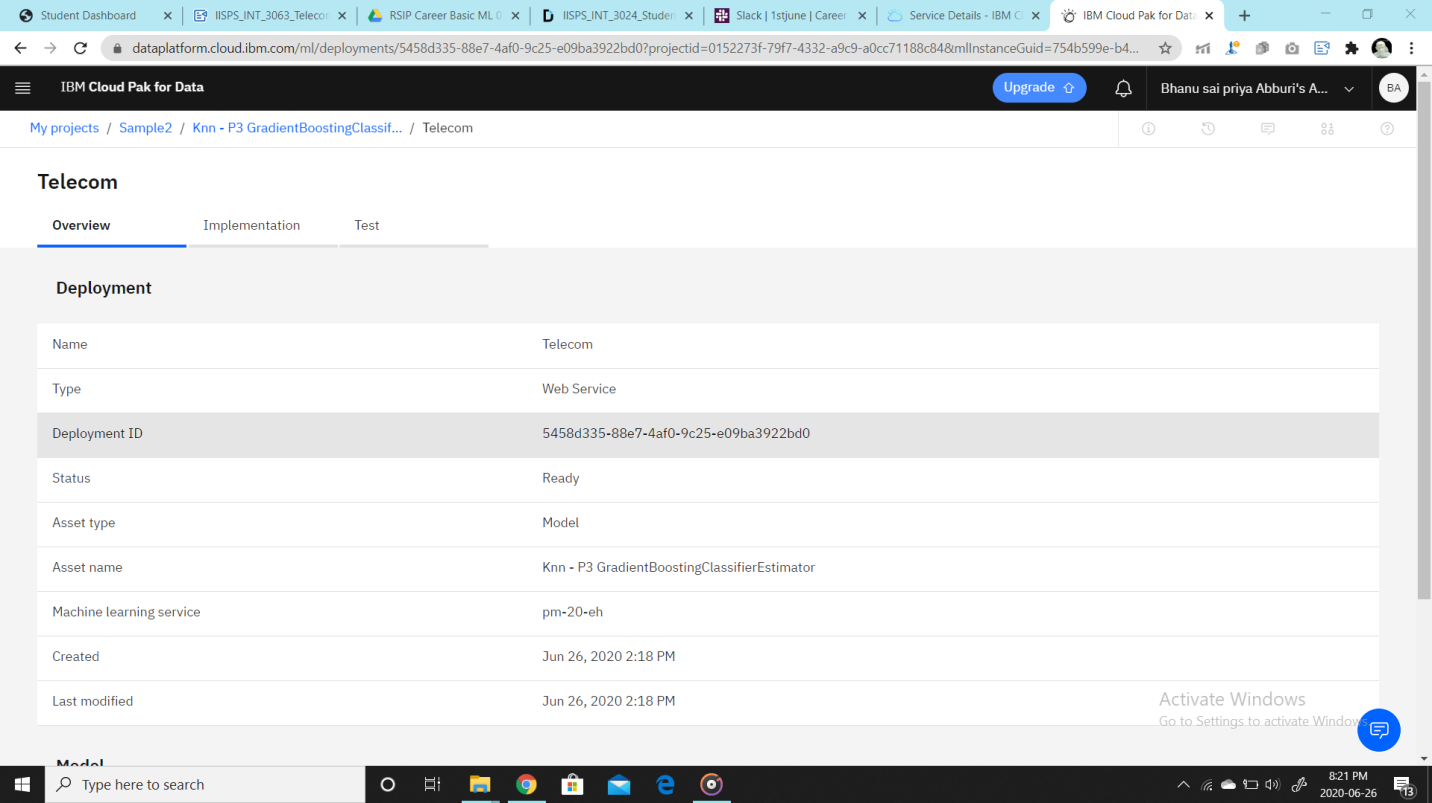 Student Dashboard
IISPS_INT_3063_Telecor
RSIP Career Basic ML 0
IISPS_INT_3024_Studen
Slack | 1stjune | Career
Service Details - IBM C
IBM Cloud Pak for Data
dataplatform.cloud.ibm.com/ml/deployments/5458d335-88e7-4af0-9c25-e09ba3922bd0?projectid=0152273f-79f7-4332-a9c9-a0cc71188c84&mlInstanceGuid=754b599e-b4...
IBM Cloud Pak for Data
Upgrade
Bhanu sai priya Abburi's A...
BA
My projects / Sample2 / Knn - P3 GradientBoostingClassif... / Telecom
Telecom
Overview Implementation Test
Deployment
Name Telecom
Type Web Service
Deployment ID 5458d335-88e7-4af0-9c25-e09ba3922bd0
Status Ready
Asset type Model
Asset name Knn - P3 GradientBoostingClassifierEstimator
Machine learning service pm-20-eh
Created Jun 26, 2020 2:18 PM
Last modified Jun 26, 2020 2:18 PM
Activate Windows
Go to Settings to activate Windows.
Model
Type here to search
8:21 PM
2020-06-26
13